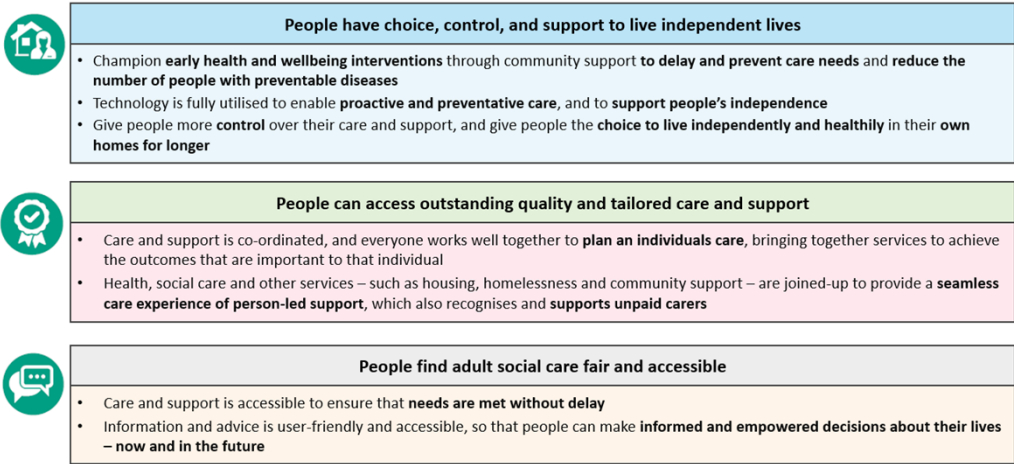 People have choice, control, and support to live independent lives
• Champion early health and wellbeing interventions through community support to delay and prevent care needs and reduce the
number of people with preventable diseases
• Technology is fully utilised to enable proactive and preventative care, and to support people's independence
• Give people more control over their care and support, and give people the choice to live independently and healthily in their own
homes for longer
People can access outstanding quality and tailored care and support
• Care and support is co-ordinated, and everyone works well together to plan an individuals care, bringing together services to achieve
the outcomes that are important to that individual
• Health, social care and other services – such as housing, homelessness and community support – are joined-up to provide a seamless
care experience of person-led support, which also recognises and supports unpaid carers
People find adult social care fair and accessible
• Care and support is accessible to ensure that needs are met without delay
• Information and advice is user-friendly and accessible, so that people can make informed and empowered decisions about their lives
– now and in the future